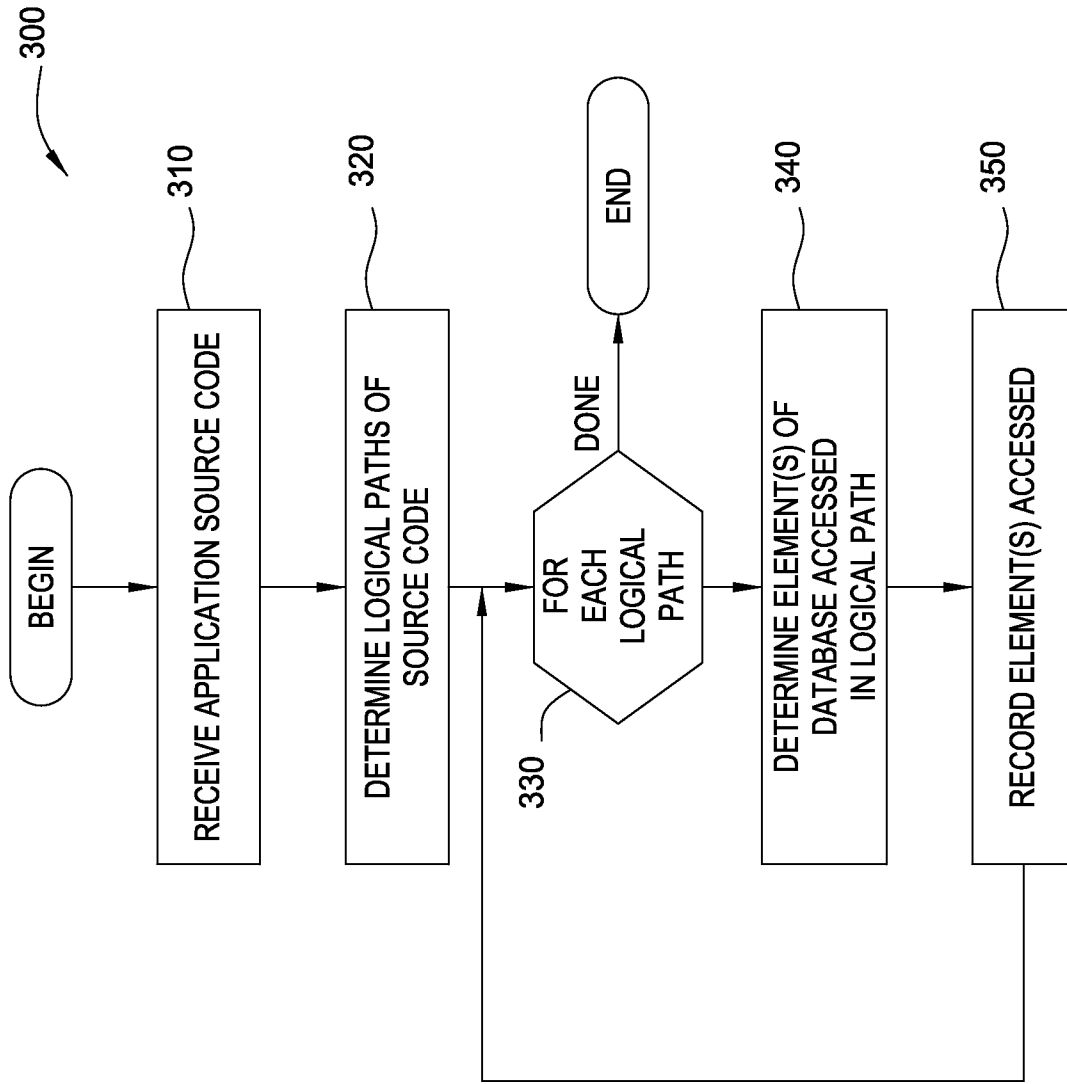 300
BEGIN
RECEIVE APPLICATION SOURCE CODE
310
DETERMINE LOGICAL PATHS OF
SOURCE CODE
320
FOR
EACH
LOGICAL
PATH
330
DONE
END
DETERMINE ELEMENT(S) OF
DATABASE ACCESSED
IN LOGICAL PATH
340
RECORD ELEMENT(S) ACCESSED
350